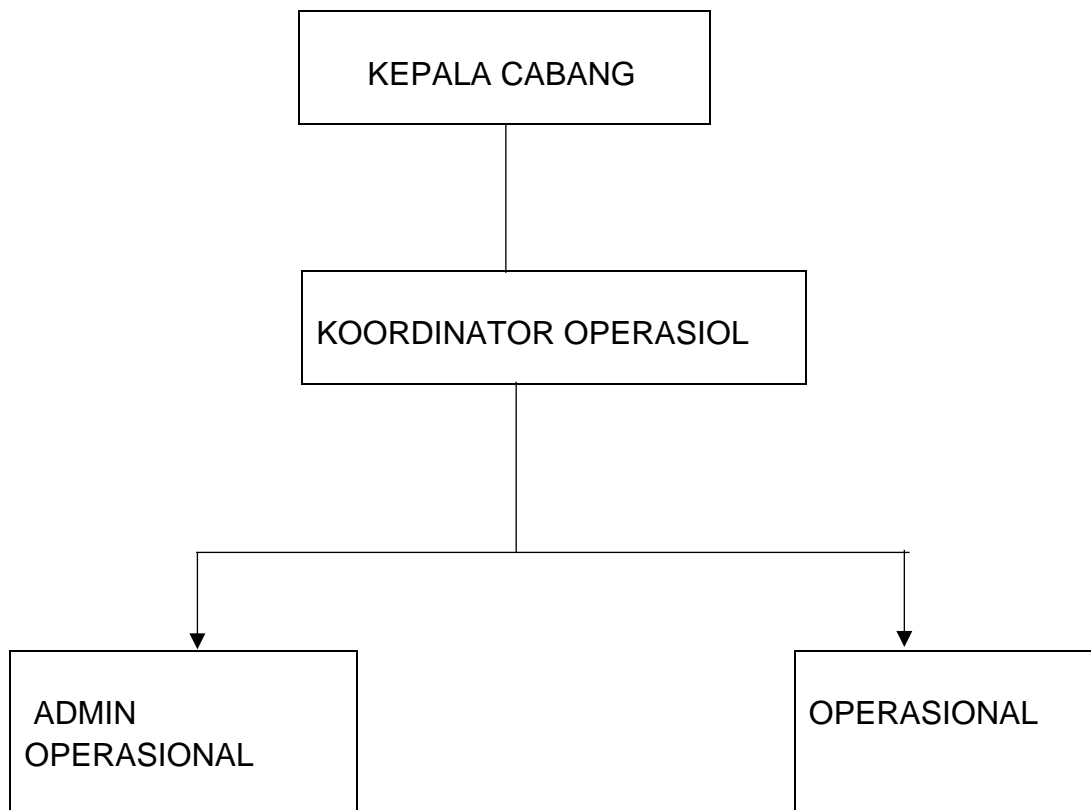 KEPALA CABANG
KOORDINATOR OPERASIOL
ADMIN
OPERASIONAL
OPERASIONAL